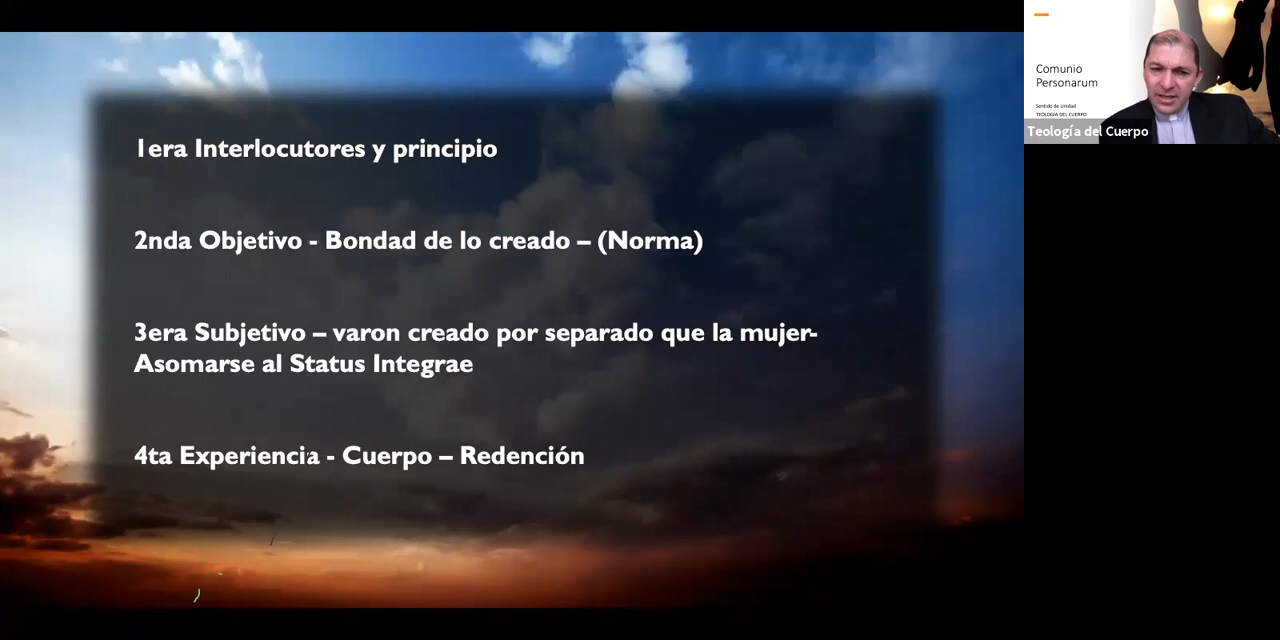 1era Interlocutores y principio
2nda Objetivo - Bondad de lo creado – (Norma)
3era Subjetivo – varon creado por separado que la mujer-
Asomarse al Status Integrae
4ta Experiencia - Cuerpo – Redención
Comunio
Personarum
Sentido de Unidad
TEOLOGIA DEL CUERPO
Teología del Cuerpo